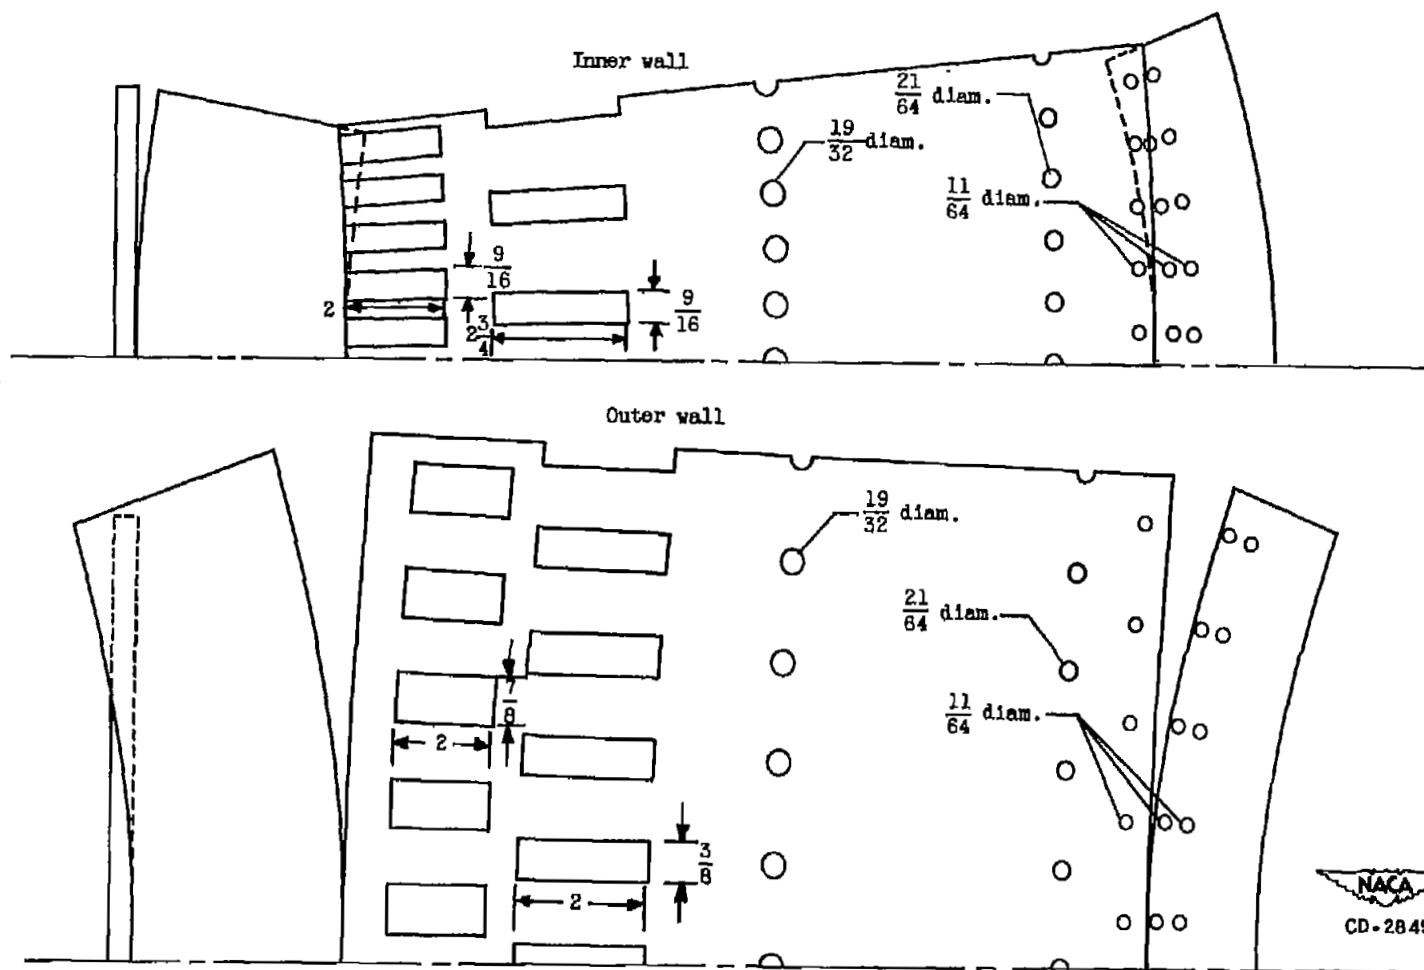 Inner wall
21/64 diam.
19/32 diam.
11/64 diam.
9/16
2
2 3/4
9/16
Outer wall
19/32 diam.
21/64 diam.
11/64 diam.
7/8
2
3/8
2
NACA
CD-2849